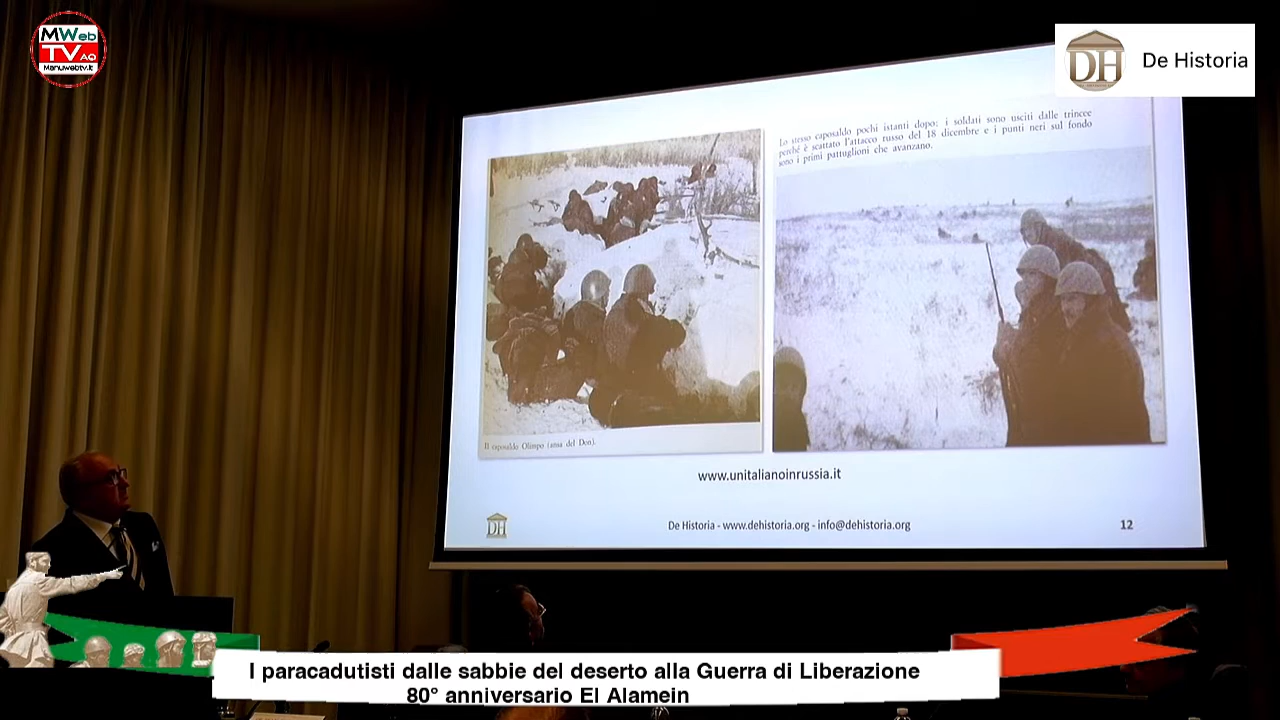 MWeb
TV AQ
Manuwebtv.it
DH
De Historia
Lo stesso caposaldo pochi istanti dopo: i soldati sono usciti dalle trincee
perché è scattato l'attacco russo del 18 dicembre e i punti neri sul fondo
sono i primi pattuglioni che avanzano.
Il caposaldo Olimpo (ansa del Don).
www.unitalianoinrussia.it
DH
De Historia - www.dehistoria.org - info@dehistoria.org
12
I paracadutisti dalle sabbie del deserto alla Guerra di Liberazione
80° anniversario El Alamein